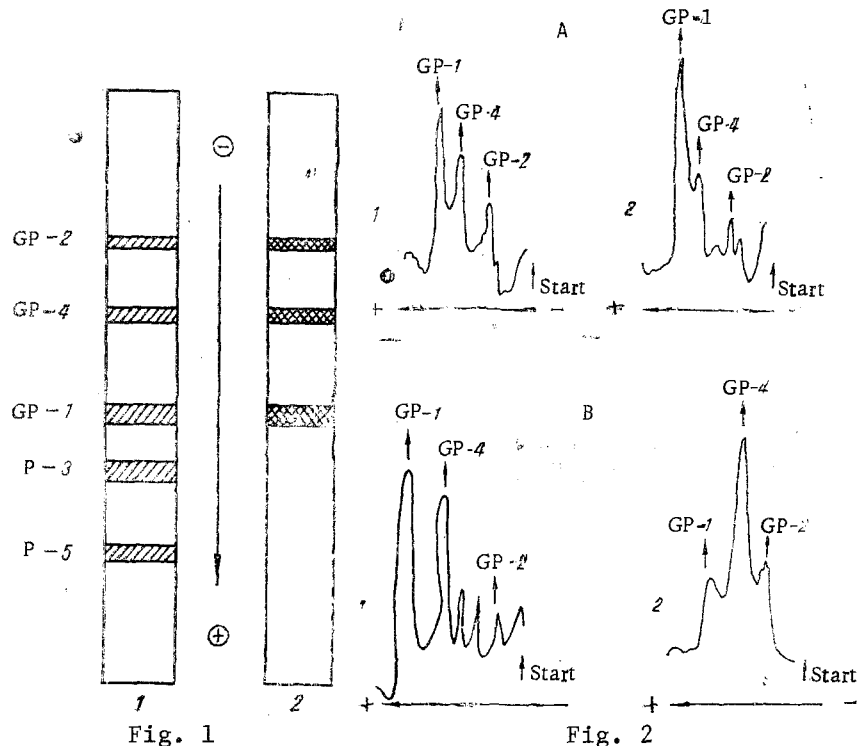 GP-2
GP-4
GP-1
P-3
P-5
⊖
⊕
1
2
Fig. 1
A
GP-1
GP-4
GP-2
1
Start
+
-
GP-1
GP-4
GP-2
2
Start
+
-
B
GP-1
GP-4
GP-2
1
Start
+
GP-4
GP-1
GP-2
2
Start
+
-
Fig. 2